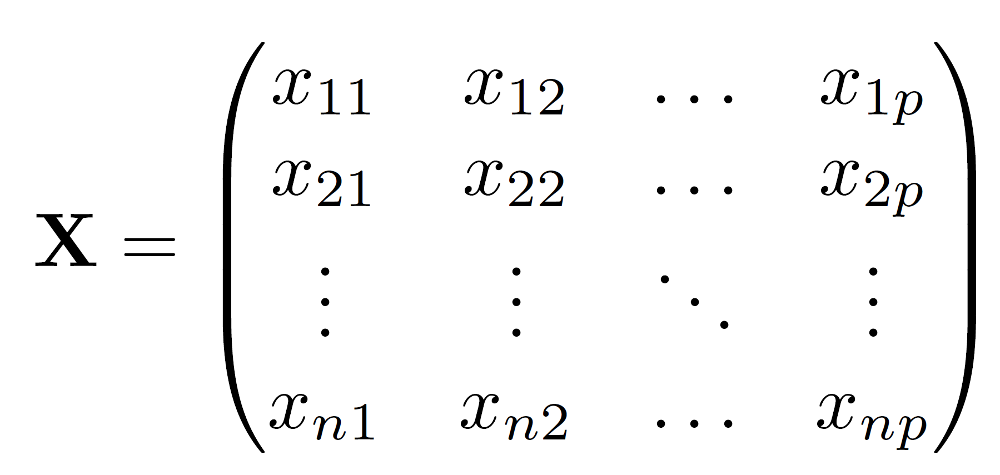 X = 
x₁₁ x₁₂ … x₁ₚ
x₂₁ x₂₂ … x₂ₚ
⋮ ⋮ ⋱ ⋮
xₙ₁ xₙ₂ … xₙₚ